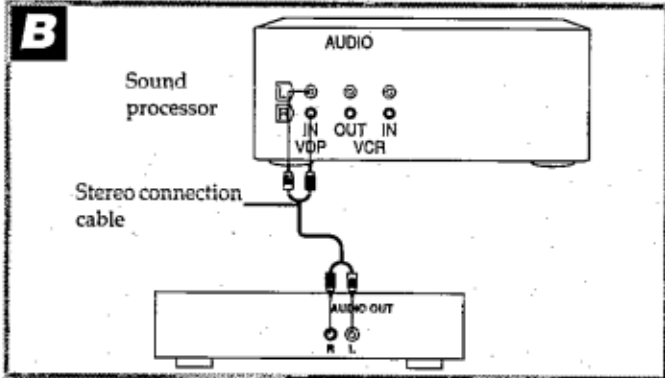 B
AUDIO
Sound
processor
L
R
IN OUT IN
VDP VCR
Stereo connection
cable
AUDIO OUT
R L